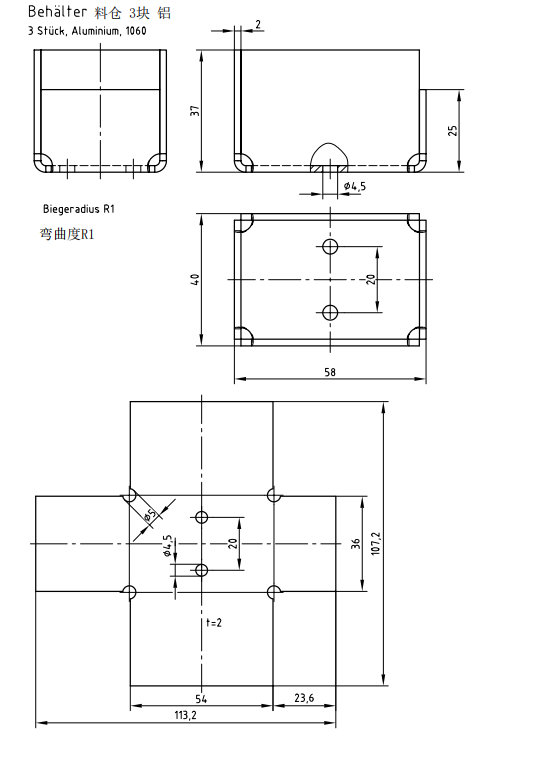 Behälter 料仓 3块 铝
3 Stück, Aluminium, 1060
2
37
25
ø4,5
Biegeradius R1
弯曲度R1
40
20
58
ø5
ø4,5
20
36
107,2
t=2
54
23,6
113,2